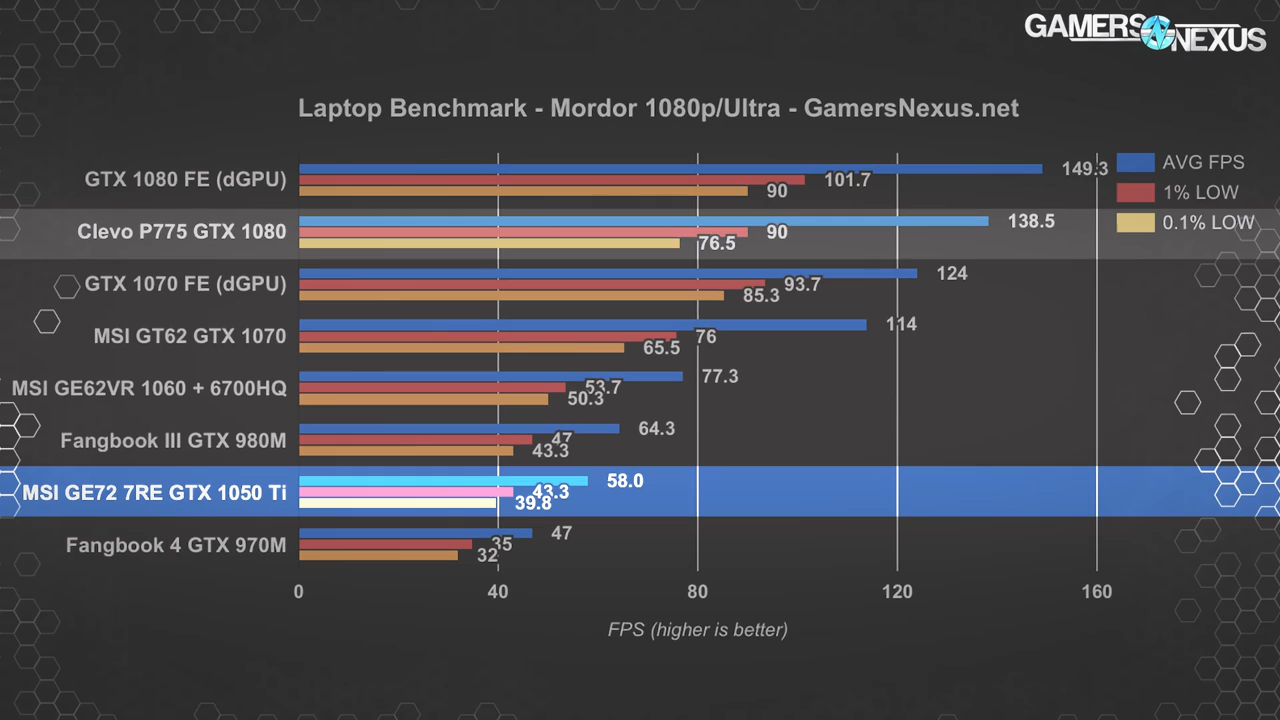 GAMERS NEXUS
Laptop Benchmark - Mordor 1080p/Ultra - GamersNexus.net
AVG FPS
1% LOW
0.1% LOW
GTX 1080 FE (dGPU)
149.3
101.7
90
Clevo P775 GTX 1080
138.5
90
76.5
GTX 1070 FE (dGPU)
124
93.7
85.3
MSI GT62 GTX 1070
114
76
65.5
MSI GE62VR 1060 + 6700HQ
77.3
53.7
50.3
Fangbook III GTX 980M
64.3
47
43.3
MSI GE72 7RE GTX 1050 Ti
58.0
43.3
39.8
Fangbook 4 GTX 970M
47
35
32
0 40 80 120 160
FPS (higher is better)